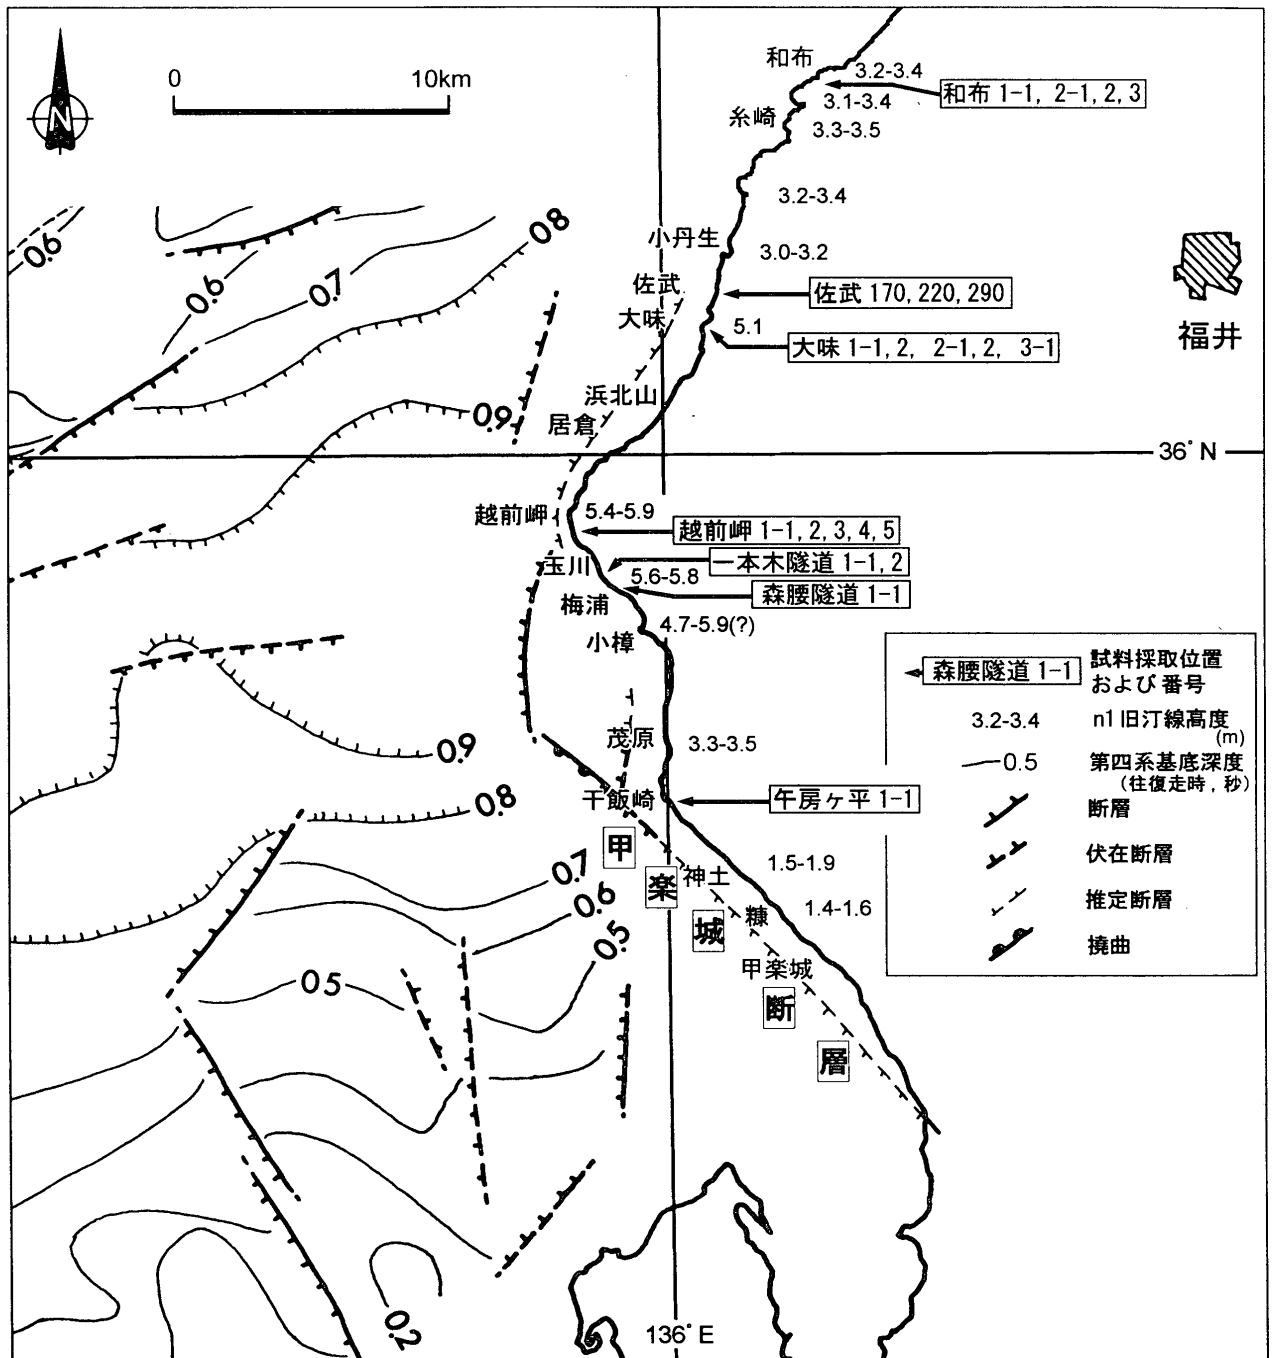 N
0 10km
和布
3.2-3.4
和布 1-1, 2-1, 2, 3
3.1-3.4
糸崎
3.3-3.5
3.2-3.4
小丹生
3.0-3.2
佐武
佐武 170, 220, 290
大味
5.1
大味 1-1, 2, 2-1, 2, 3-1
福井
浜北山
居倉
36°N
越前岬
5.4-5.9
越前岬 1-1, 2, 3, 4, 5
玉川
一本木隧道 1-1, 2
5.6-5.8
森腰隧道 1-1
梅浦
4.7-5.9(?)
小樟
茂原
3.3-3.5
干飯崎
午房ヶ平 1-1
甲
楽
城
断
層
神土
1.5-1.9
糠
1.4-1.6
甲楽城
136°E
0.6
0.6
0.7
0.8
0.9
0.9
0.8
0.7
0.6
0.5
0.5
0.2
森腰隧道 1-1 試料採取位置
および番号
3.2-3.4 n1旧汀線高度
(m)
0.5 第四系基底深度
(往復走時, 秒)
断層
伏在断層
推定断層
撓曲